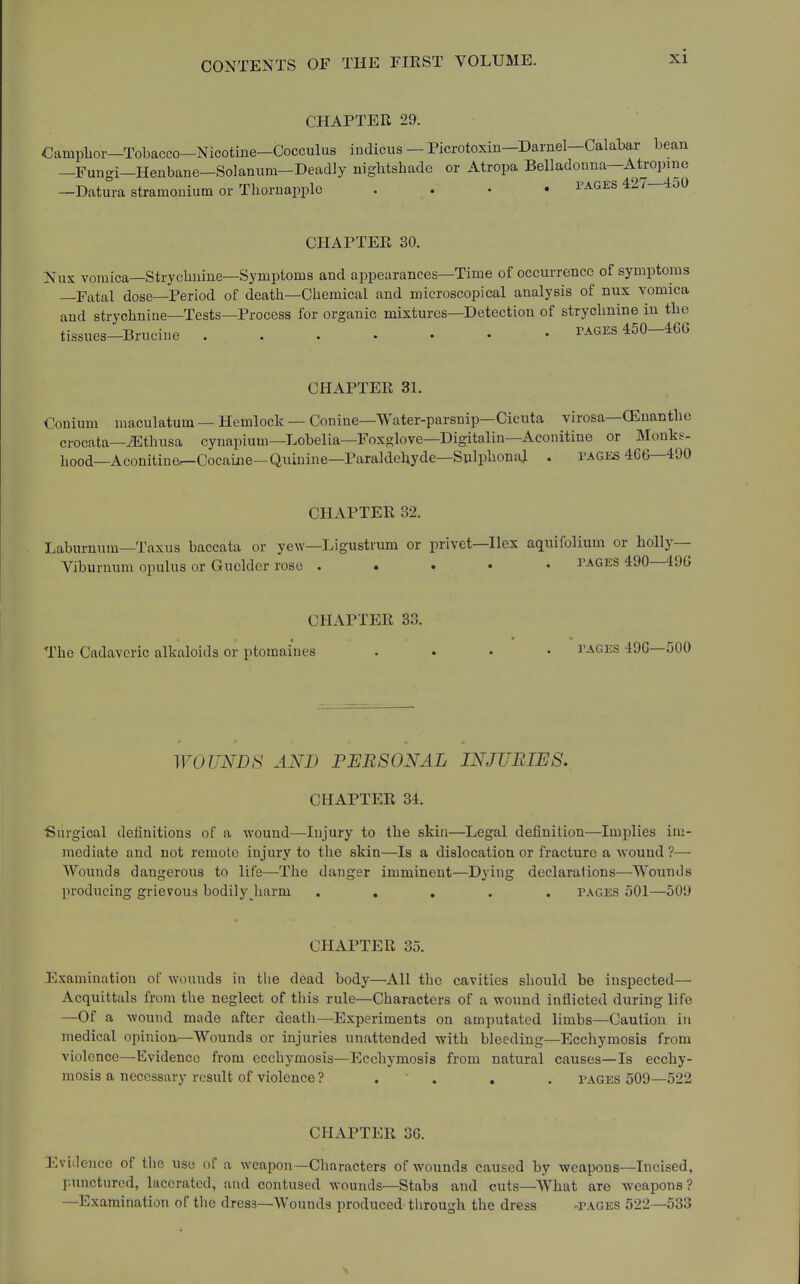 CONTENTS OF THE FIRST VOLUME. xi
CHAPTER 29.
Camphor—Tobacco—Nicotine—Cocculus indicus — Picrotoxin—Darnel—Calabar bean
—Fungi—Henbane—Solanum—Deadly nightshade or Atropa Belladonna—Atropine
—Datura stramonium or Thornapple . . . . PAGES 427—450
CHAPTER 30.
Nux vomica—Strychnine—Symptoms and appearances—Time of occurrence of symptoms
—Fatal dose—Period of death—Chemical and microscopical analysis of nux vomica
and strychnine—Tests—Process for organic mixtures—Detection of strychnine in the
tissues—Brucine . . . . . . . PAGES 450—466
CHAPTER 31.
Conium maculatum — Hemlock — Conine—Water-parsnip—Cicuta virosa—Œnanthe
crocata—Æthusa cynapium—Lobelia—Foxglove—Digitalin—Aconitine or Monks-
hood—Aconitine—Cocaine—Quinine—Paraldehyde—Sulphonal . PAGES 466—490
CHAPTER 32.
Laburnum—Taxus baccata or yew—Ligustrum or privet—Ilex aquifolium or holly—
Viburnum opulus or Guelder rose . . . . . PAGES 490—496
CHAPTER 33.
The Cadaveric alkaloids or ptomaines . . . . PAGES 496—500
WOUNDS AND PERSONAL INJURIES.
CHAPTER 34.
Surgical definitions of a wound—Injury to the skin—Legal definition—Implies im-
mediate and not remote injury to the skin—Is a dislocation or fracture a wound?—
Wounds dangerous to life—The danger imminent—Dying declarations—Wounds
producing grievous bodily harm . . . . . PAGES 501—509
CHAPTER 35.
Examination of wounds in the dead body—All the cavities should be inspected—
Acquittals from the neglect of this rule—Characters of a wound inflicted during life
—Of a wound made after death—Experiments on amputated limbs—Caution in
medical opinion—Wounds or injuries unattended with bleeding—Ecchymosis from
violence—Evidence from ecchymosis—Ecchymosis from natural causes—Is ecchy-
mosis a necessary result of violence? . . . . PAGES 509—522
CHAPTER 36.
Evidence of the use of a weapon—Characters of wounds caused by weapons—Incised,
punctured, lacerated, and contused wounds—Stabs and cuts—What are weapons?
—Examination of the dress—Wounds produced through the dress PAGES 522—533